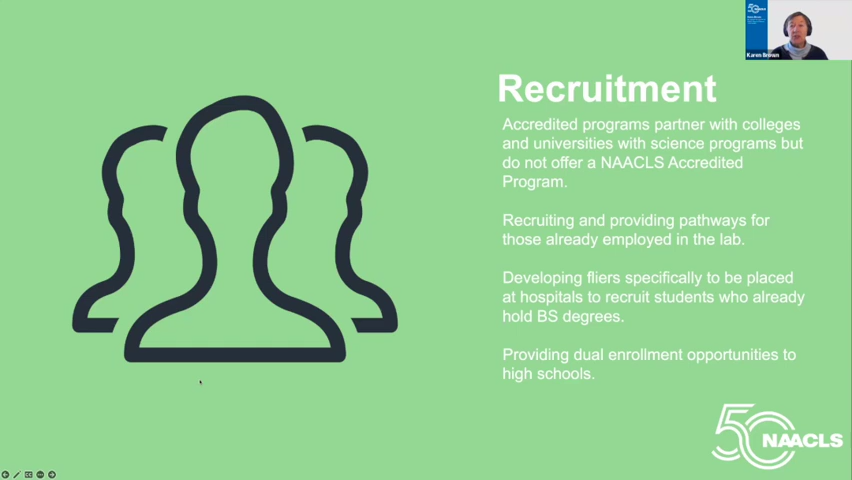 Recruitment
Accredited programs partner with colleges
and universities with science programs but
do not offer a NAACLS Accredited
Program.
Recruiting and providing pathways for
those already employed in the lab.
Developing fliers specifically to be placed
at hospitals to recruit students who already
hold BS degrees.
Providing dual enrollment opportunities to
high schools.
50
NAACLS
Karen Brown